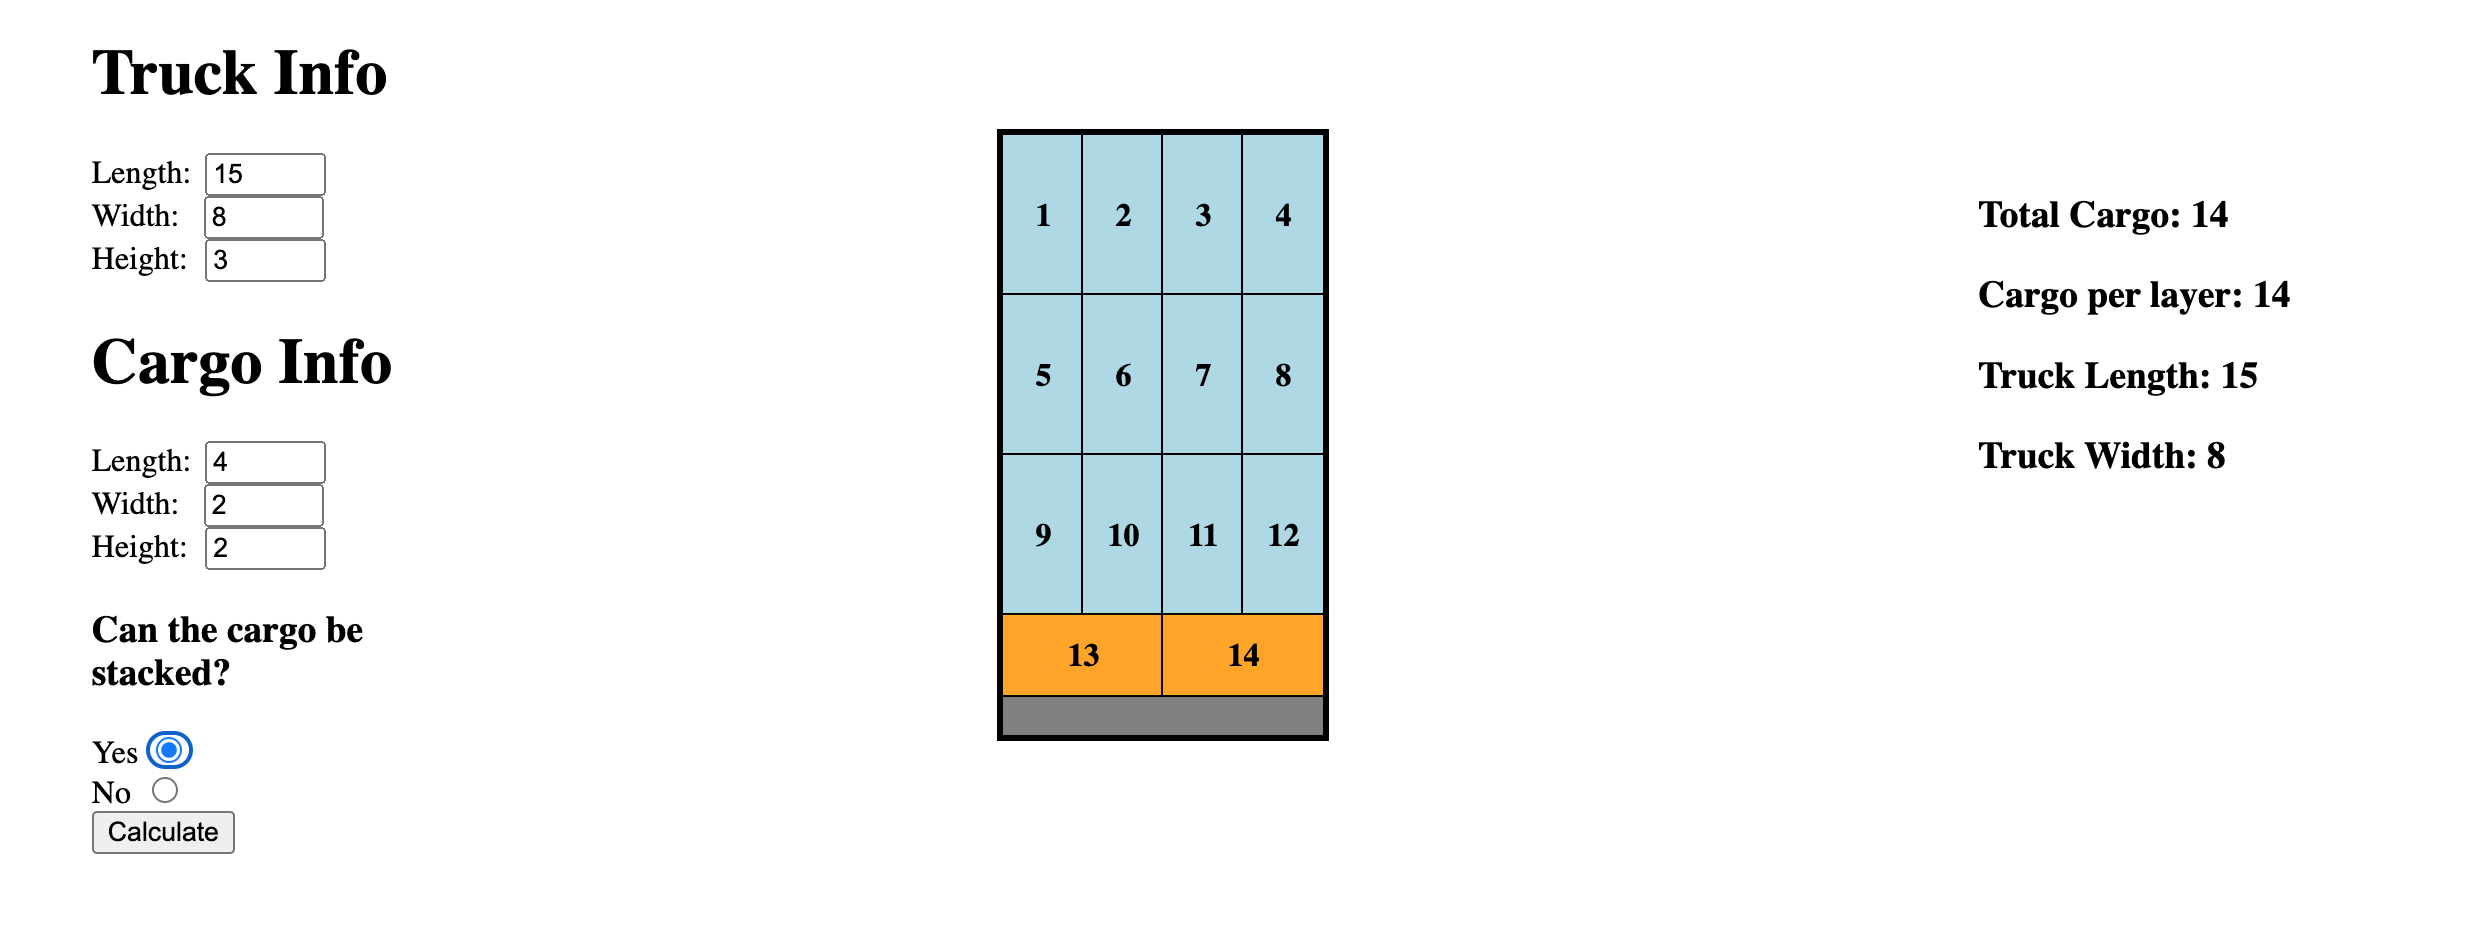 Truck Info
Length: 15
Width: 8
Height: 3
Cargo Info
Length: 4
Width: 2
Height: 2
Can the cargo be
stacked?
Yes
No
Calculate
1 2 3 4
5 6 7 8
9 10 11 12
13 14
Total Cargo: 14
Cargo per layer: 14
Truck Length: 15
Truck Width: 8